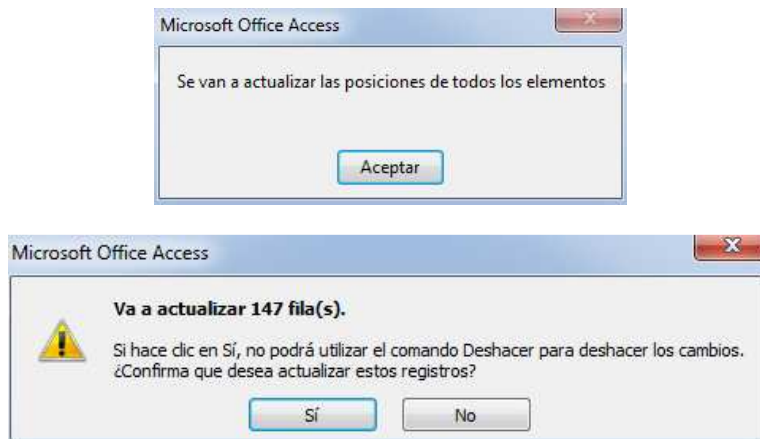 Microsoft Office Access
Se van a actualizar las posiciones de todos los elementos
Aceptar
Microsoft Office Access
Va a actualizar 147 fila(s).
Si hace clic en Sí, no podrá utilizar el comando Deshacer para deshacer los cambios.
¿Confirma que desea actualizar estos registros?
Sí
No